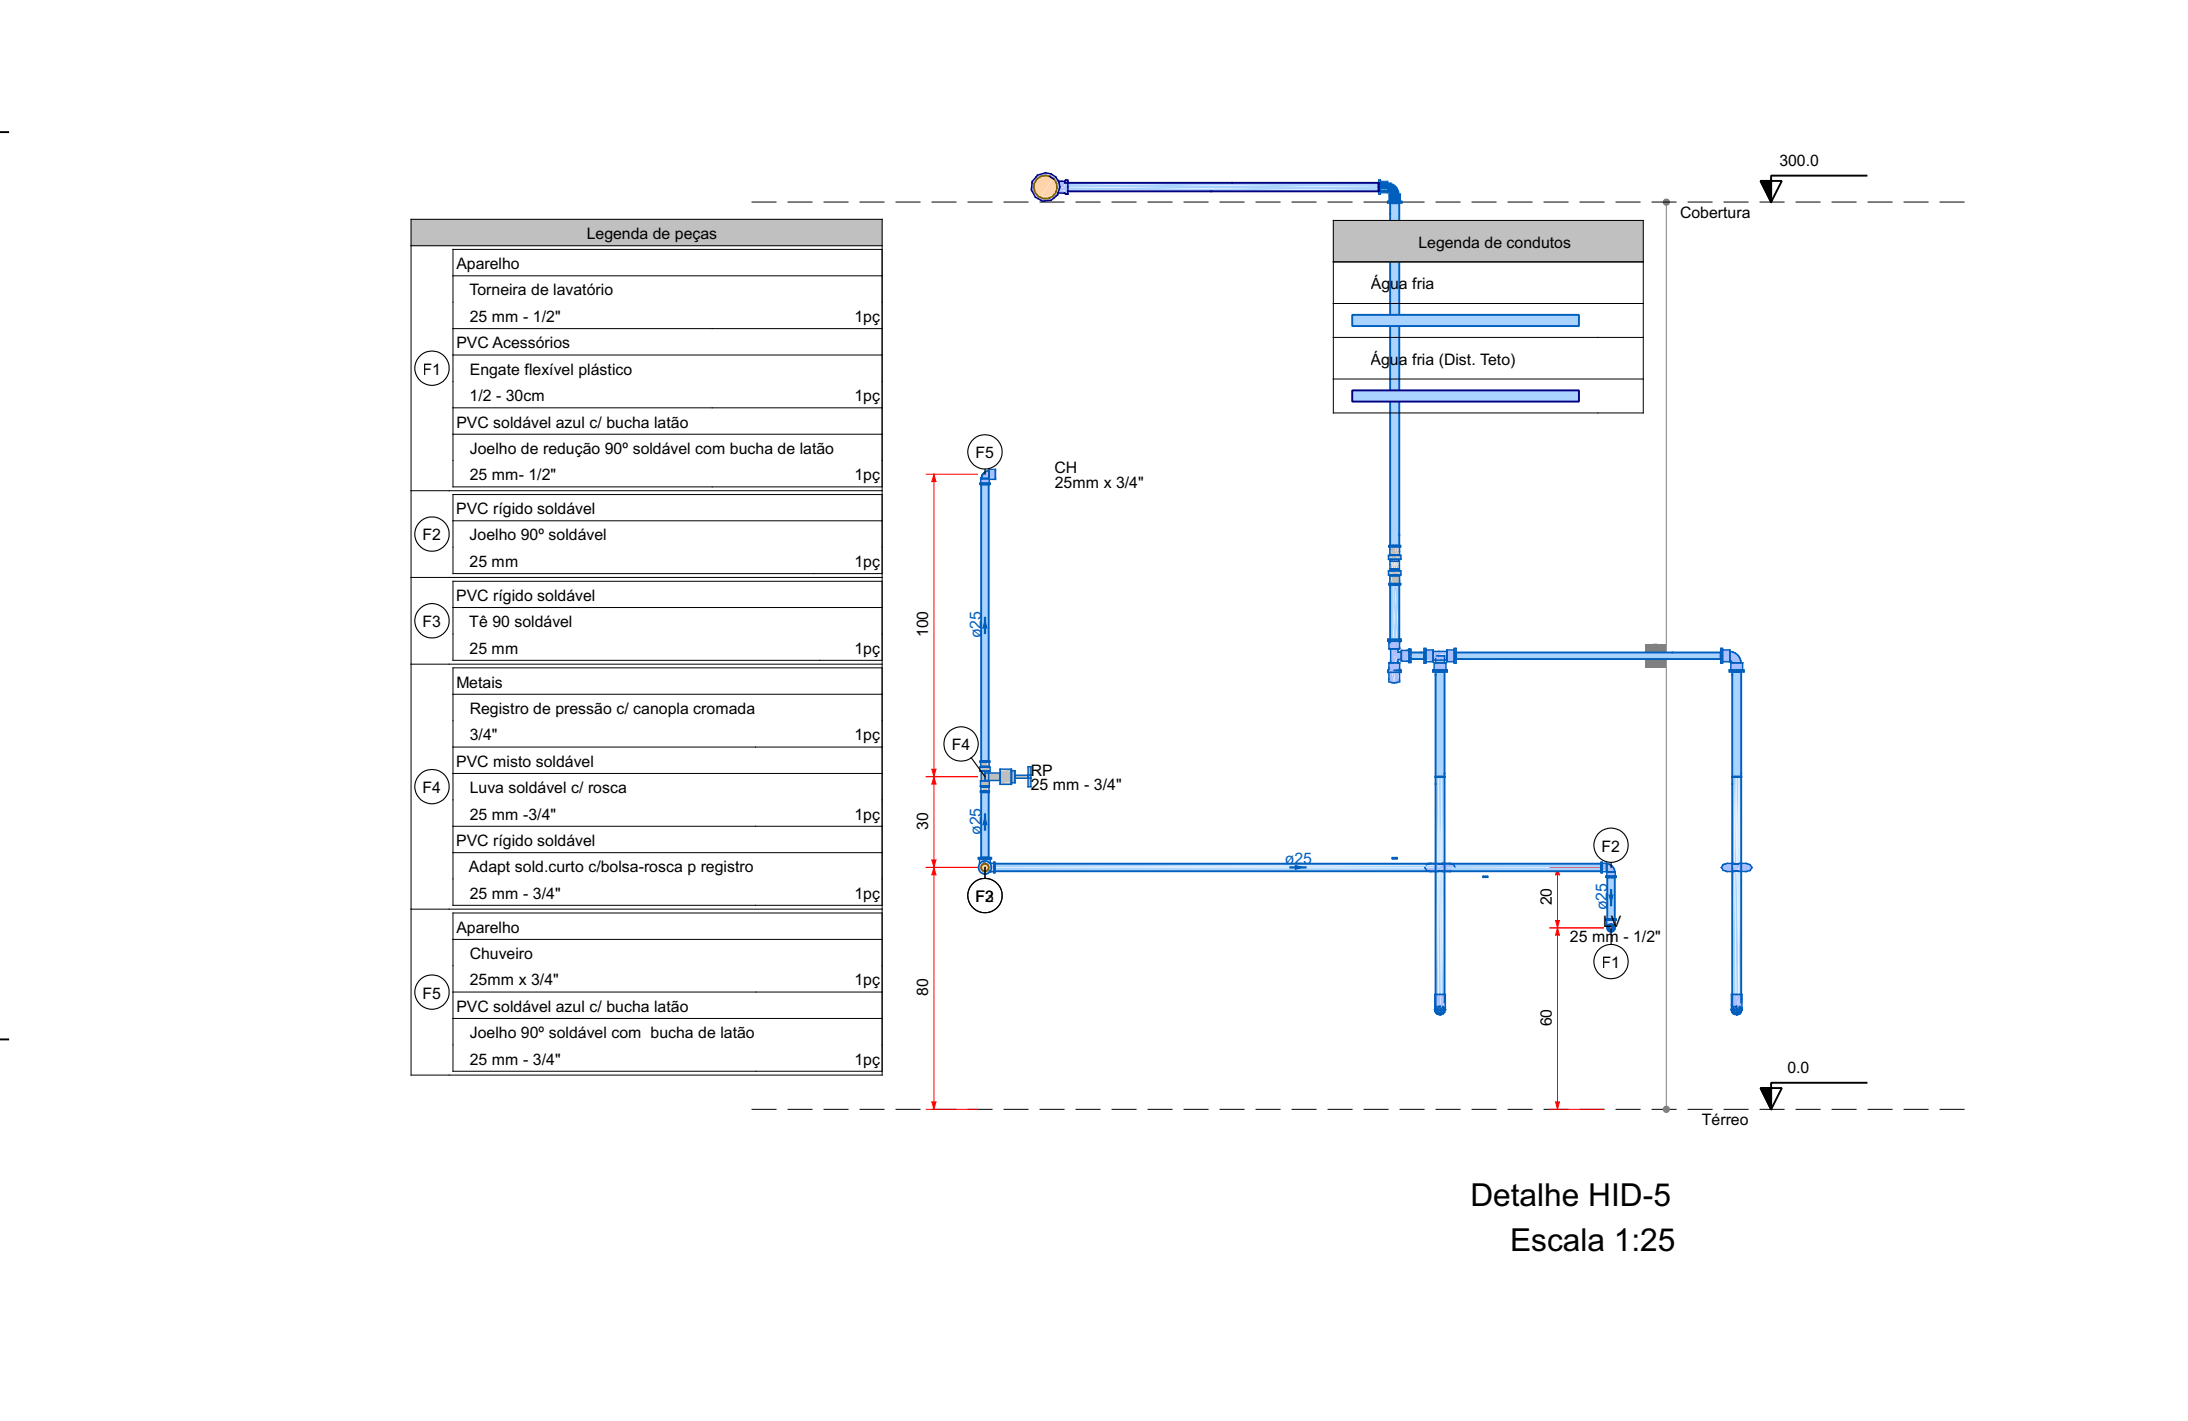 300.0
Cobertura
Legenda de peças
F1
Aparelho
Torneira de lavatório
25 mm - 1/2" 1pç
PVC Acessórios
Engate flexível plástico
1/2 - 30cm 1pç
PVC soldável azul c/ bucha latão
Joelho de redução 90º soldável com bucha de latão
25 mm- 1/2" 1pç
F2
PVC rígido soldável
Joelho 90º soldável
25 mm 1pç
F3
PVC rígido soldável
Tê 90 soldável
25 mm 1pç
F4
Metais
Registro de pressão c/ canopla cromada
3/4" 1pç
PVC misto soldável
Luva soldável c/ rosca
25 mm -3/4" 1pç
PVC rígido soldável
Adapt sold.curto c/bolsa-rosca p registro
25 mm - 3/4" 1pç
F5
Aparelho
Chuveiro
25mm x 3/4" 1pç
PVC soldável azul c/ bucha latão
Joelho 90º soldável com  bucha de latão
25 mm - 3/4" 1pç
Legenda de condutos
Água fria
Água fria (Dist. Teto)
F5
CH
25mm x 3/4"
100
ø25
F4
RP
25 mm - 3/4"
30
ø25
ø25
F2
20
ø25
25 mm - 1/2"
F1
80
60
0.0
Térreo
Detalhe HID-5
Escala 1:25